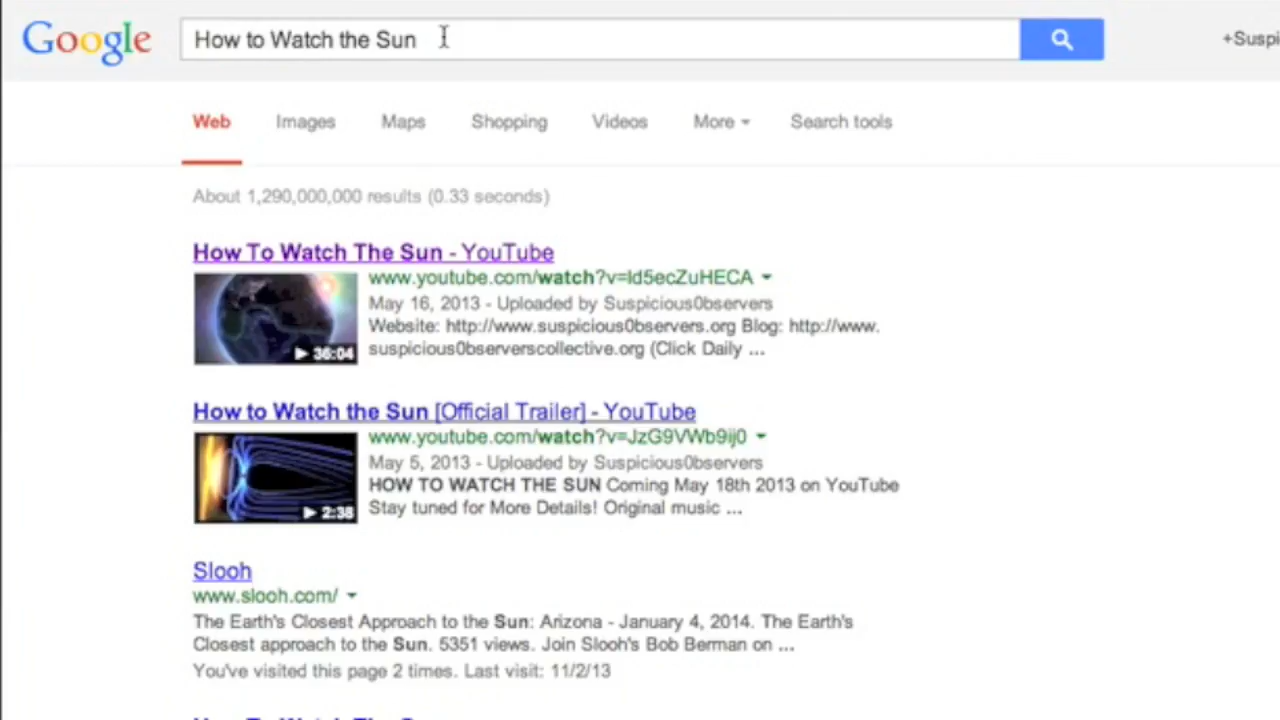 Google How to Watch the Sun +Suspi
Web Images Maps Shopping Videos More Search tools
About 1,290,000,000 results (0.33 seconds)
How To Watch The Sun - YouTube
www.youtube.com/watch?v=ld5ecZuHECA
May 16, 2013 - Uploaded by Suspicious0bservers
Website: http://www.suspicious0bservers.org Blog: http://www.
suspicious0bserverscollective.org (Click Daily ...
36:04
How to Watch the Sun [Official Trailer] - YouTube
www.youtube.com/watch?v=JzG9VWb9ij0
May 5, 2013 - Uploaded by Suspicious0bservers
HOW TO WATCH THE SUN Coming May 18th 2013 on YouTube
Stay tuned for More Details! Original music ...
2:38
Slooh
www.slooh.com/
The Earth's Closest Approach to the Sun: Arizona - January 4, 2014. The Earth's
Closest approach to the Sun. 5351 views. Join Slooh's Bob Berman on ...
You've visited this page 2 times. Last visit: 11/2/13